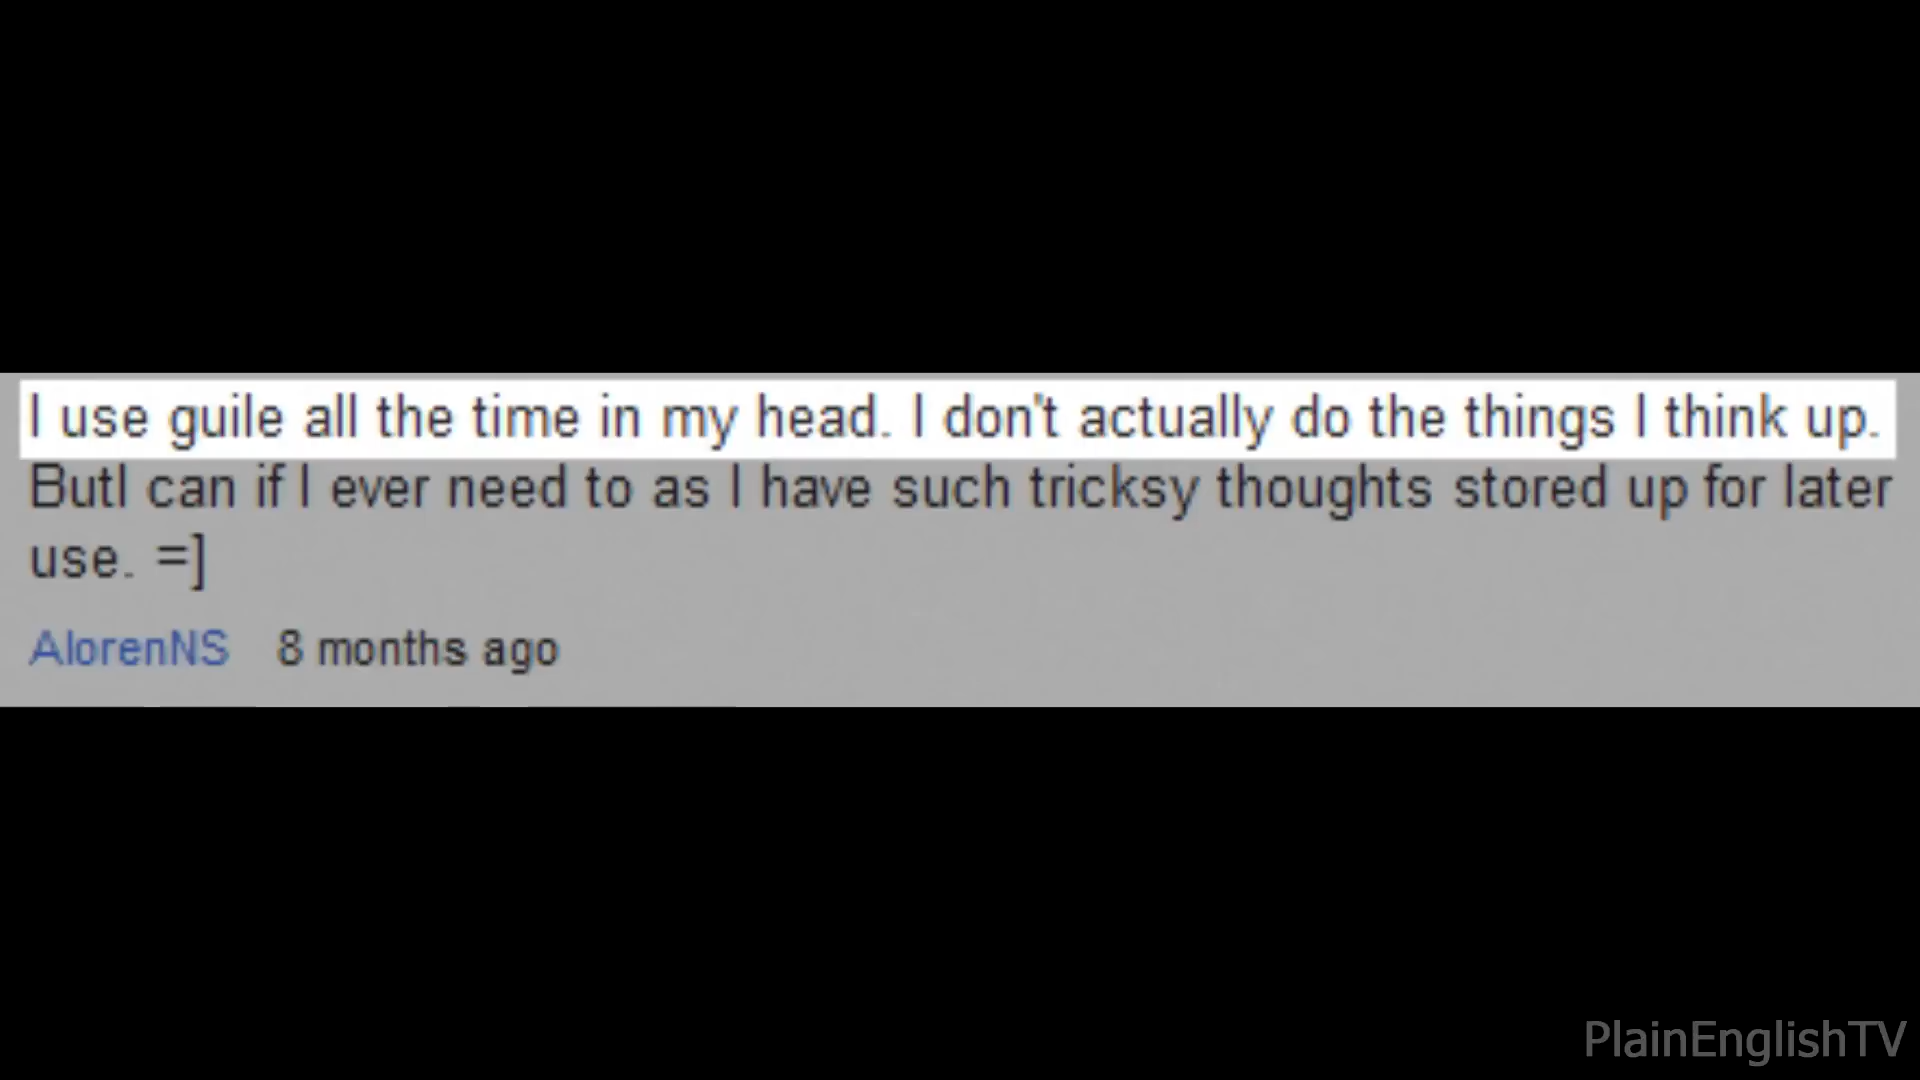 I use guile all the time in my head. I don't actually do the things I think up.
ButI can if I ever need to as I have such tricksy thoughts stored up for later
use. =]
AlorenNS 8 months ago
PlainEnglishTV